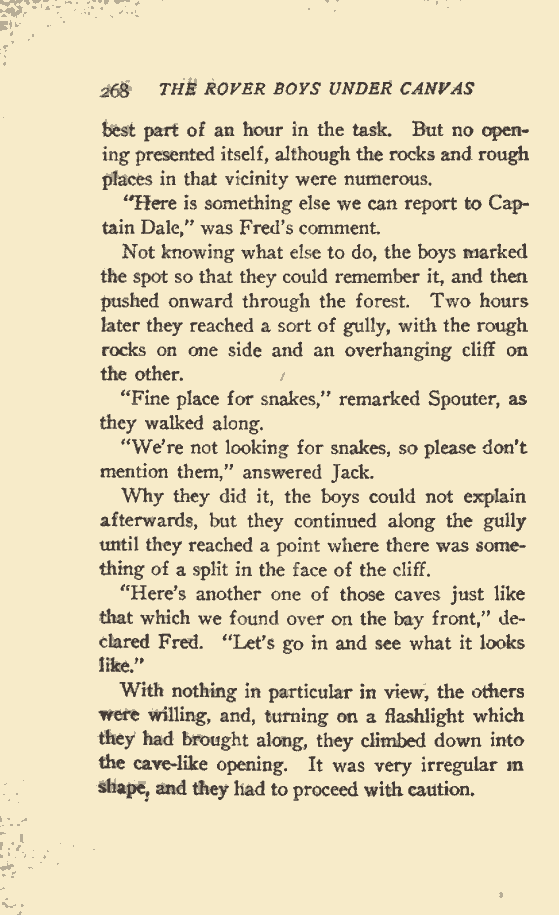 268 THE ROVER BOYS UNDER CANVAS
best part of an hour in the task. But no open-
ing presented itself, although the rocks and rough
places in that vicinity were numerous.
"Here is something else we can report to Cap-
tain Dale," was Fred's comment.
Not knowing what else to do, the boys marked
the spot so that they could remember it, and then
pushed onward through the forest. Two hours
later they reached a sort of gully, with the rough
rocks on one side and an overhanging cliff on
the other.
"Fine place for snakes," remarked Spouter, as
they walked along.
"We're not looking for snakes, so please don't
mention them," answered Jack.
Why they did it, the boys could not explain
afterwards, but they continued along the gully
until they reached a point where there was some-
thing of a split in the face of the cliff.
"Here's another one of those caves just like
that which we found over on the bay front," de-
clared Fred. "Let's go in and see what it looks
like."
With nothing in particular in view, the others
were willing, and, turning on a flashlight which
they had brought along, they climbed down into
the cave-like opening. It was very irregular in
shape, and they had to proceed with caution.